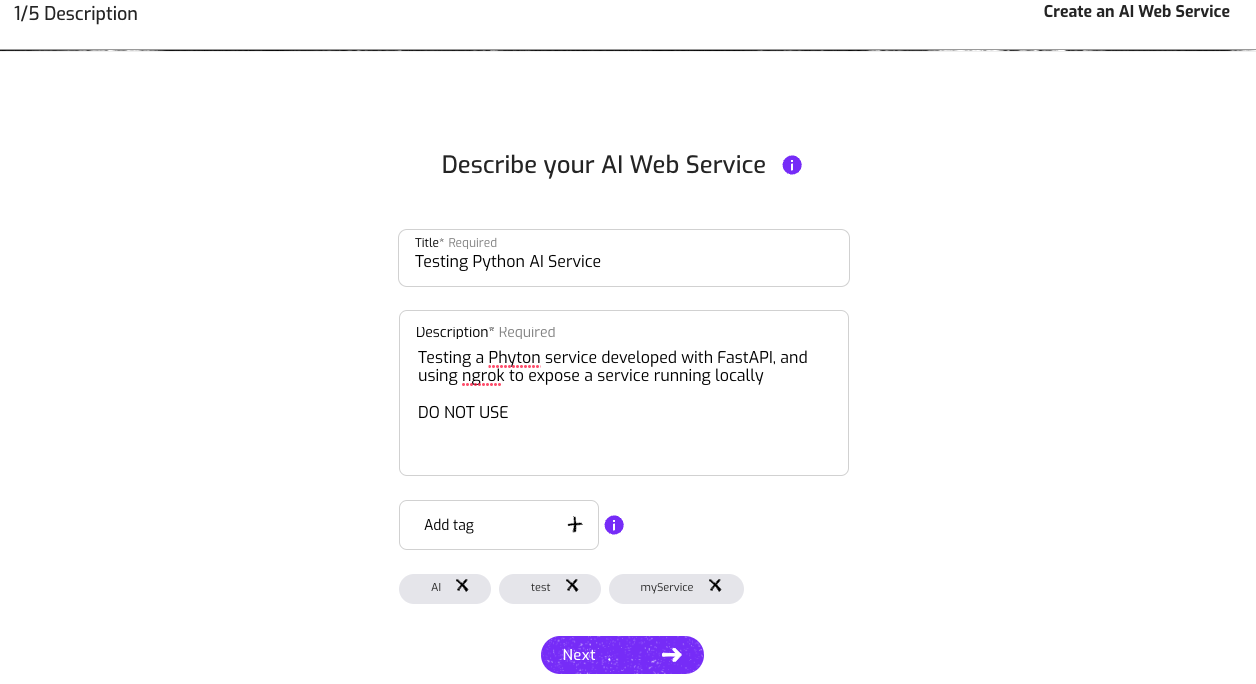 1/5 Description
Create an AI Web Service
Describe your AI Web Service
Title* Required
Testing Python AI Service
Description* Required
Testing a Phyton service developed with FastAPI, and
using ngrok to expose a service running locally
DO NOT USE
Add tag
AI
test
myService
Next